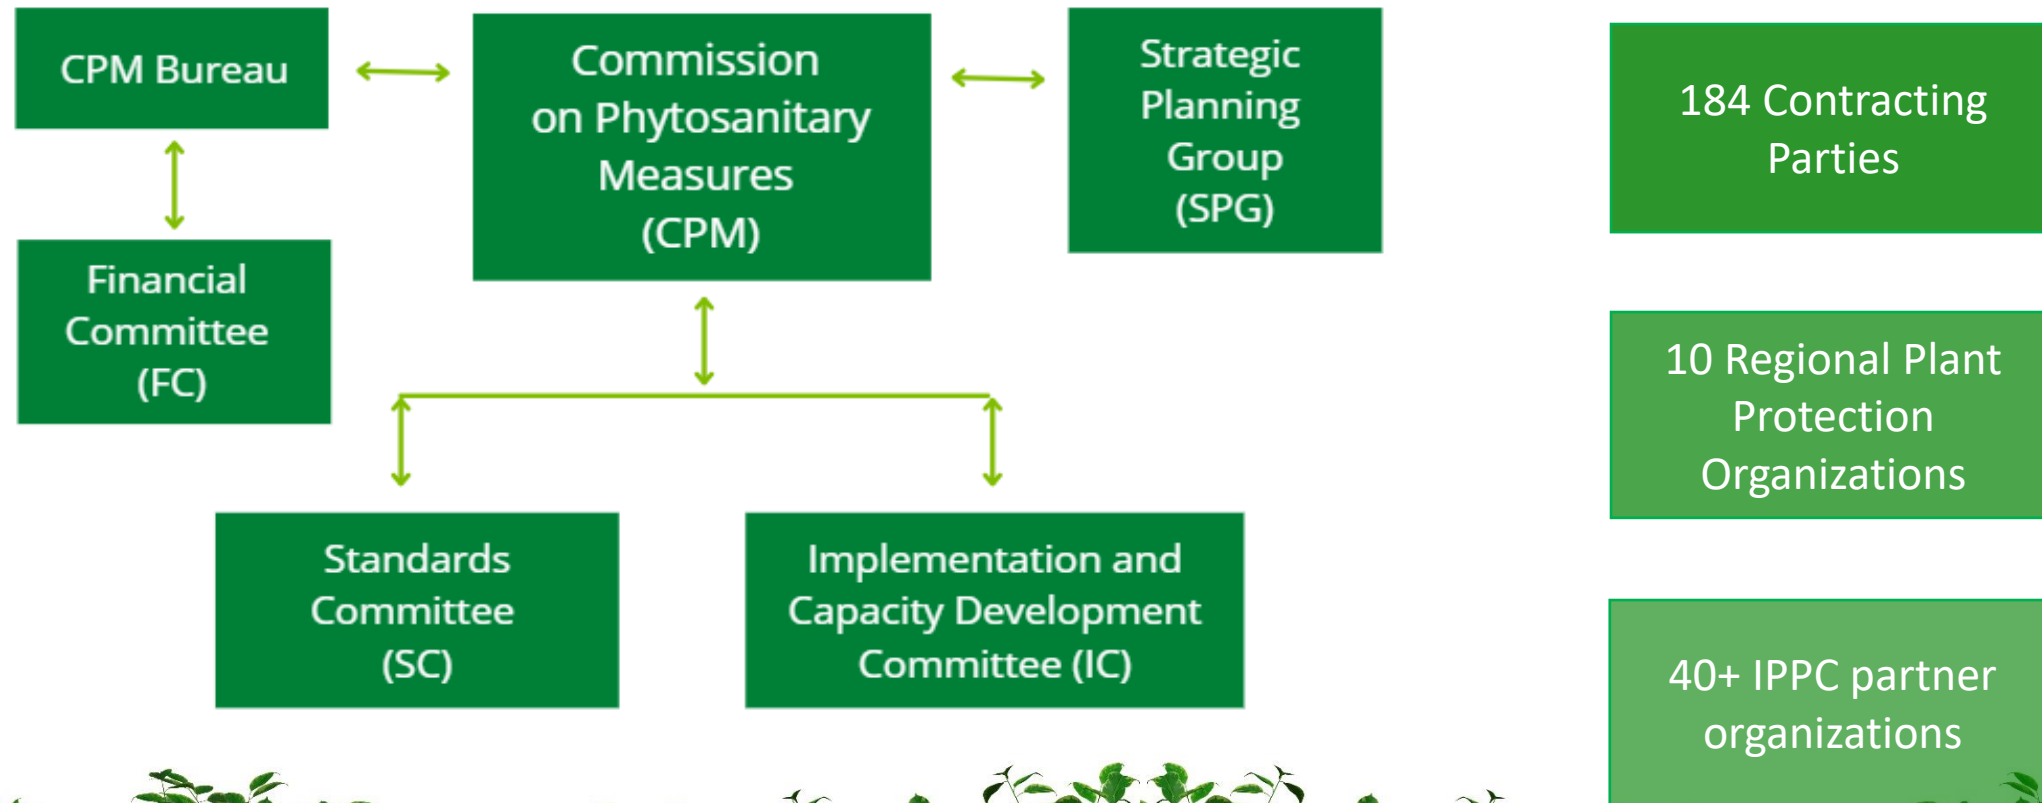 CPM Bureau
Commission
on Phytosanitary
Measures
(CPM)
Strategic
Planning
Group
(SPG)
Financial
Committee
(FC)
Standards
Committee
(SC)
Implementation and
Capacity Development
Committee (IC)
184 Contracting
Parties
10 Regional Plant
Protection
Organizations
40+ IPPC partner
organizations